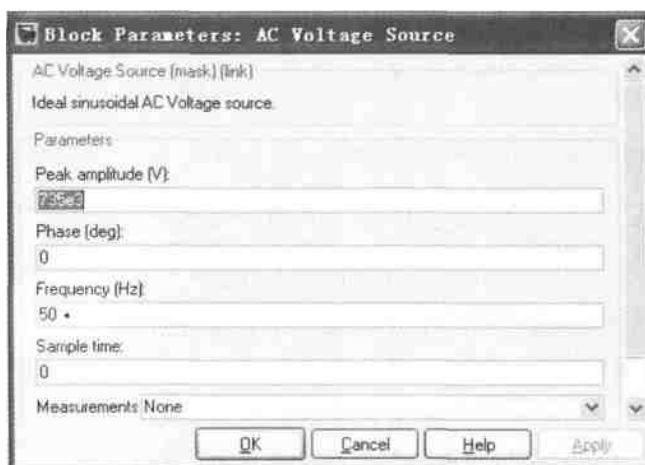 Block Parameters: AC Voltage Source
AC Voltage Source (mask) (link)
Ideal sinusoidal AC Voltage source.
Parameters
Peak amplitude (V):
735e3
Phase (deg):
0
Frequency (Hz):
50
Sample time:
0
Measurements None
OK Cancel Help Apply